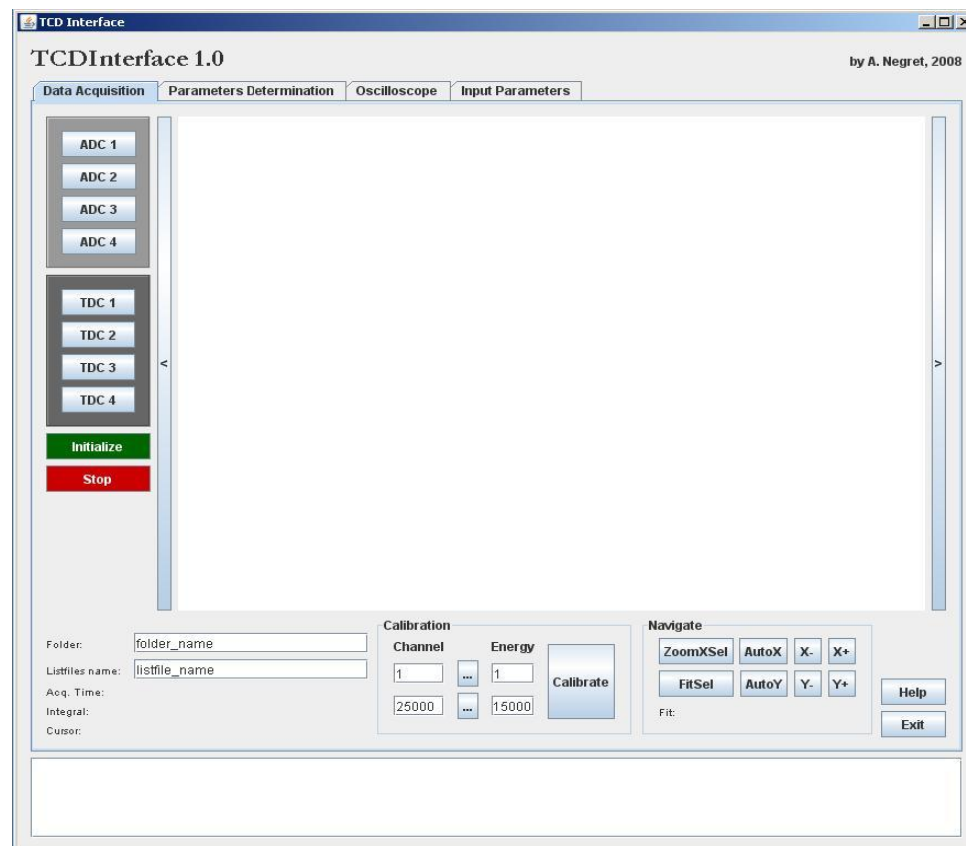 TCD Interface
TCDInterface 1.0
by A. Negret, 2008
Data Acquisition Parameters Determination Oscilloscope Input Parameters
ADC 1
ADC 2
ADC 3
ADC 4
TDC 1
TDC 2
TDC 3
TDC 4
Initialize
Stop
<
>
Folder: folder_name
Listfiles name: listfile_name
Acq. Time:
Integral:
Cursor:
Calibration
Channel Energy
1 ... 1
25000 ... 15000
Calibrate
Navigate
ZoomXSel AutoX X- X+
FitSel AutoY Y- Y+
Fit:
Help
Exit